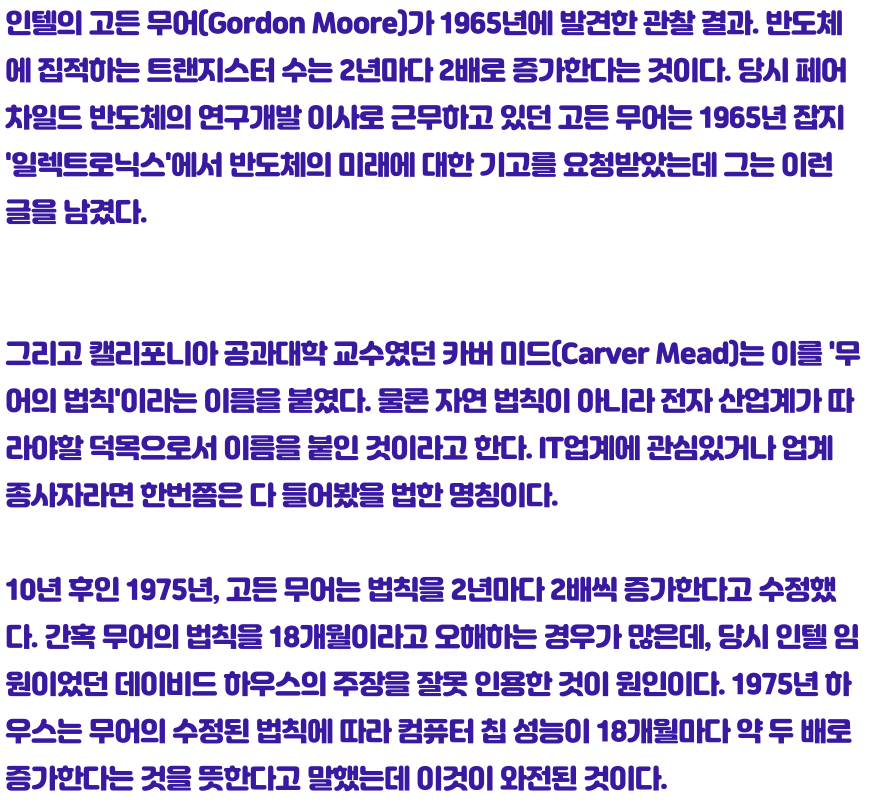 인텔의 고든 무어(Gordon Moore)가 1965년에 발견한 관찰 결과. 반도체
에 집적하는 트랜지스터 수는 2년마다 2배로 증가한다는 것이다. 당시 페어
차일드 반도체의 연구개발 이사로 근무하고 있던 고든 무어는 1965년 잡지
'일렉트로닉스'에서 반도체의 미래에 대한 기고를 요청받았는데 그는 이런
글을 남겼다.
그리고 캘리포니아 공과대학 교수였던 카버 미드(Carver Mead)는 이를 '무
어의 법칙'이라는 이름을 붙였다. 물론 자연 법칙이 아니라 전자 산업계가 따
라야할 덕목으로서 이름을 붙인 것이라고 한다. IT업계에 관심있거나 업계
종사자라면 한번쯤은 다 들어봤을 법한 명칭이다.
10년 후인 1975년, 고든 무어는 법칙을 2년마다 2배씩 증가한다고 수정했
다. 간혹 무어의 법칙을 18개월이라고 오해하는 경우가 많은데, 당시 인텔 임
원이었던 데이비드 하우스의 주장을 잘못 인용한 것이 원인이다. 1975년 하
우스는 무어의 수정된 법칙에 따라 컴퓨터 칩 성능이 18개월마다 약 두 배로
증가한다는 것을 뜻한다고 말했는데 이것이 와전된 것이다.